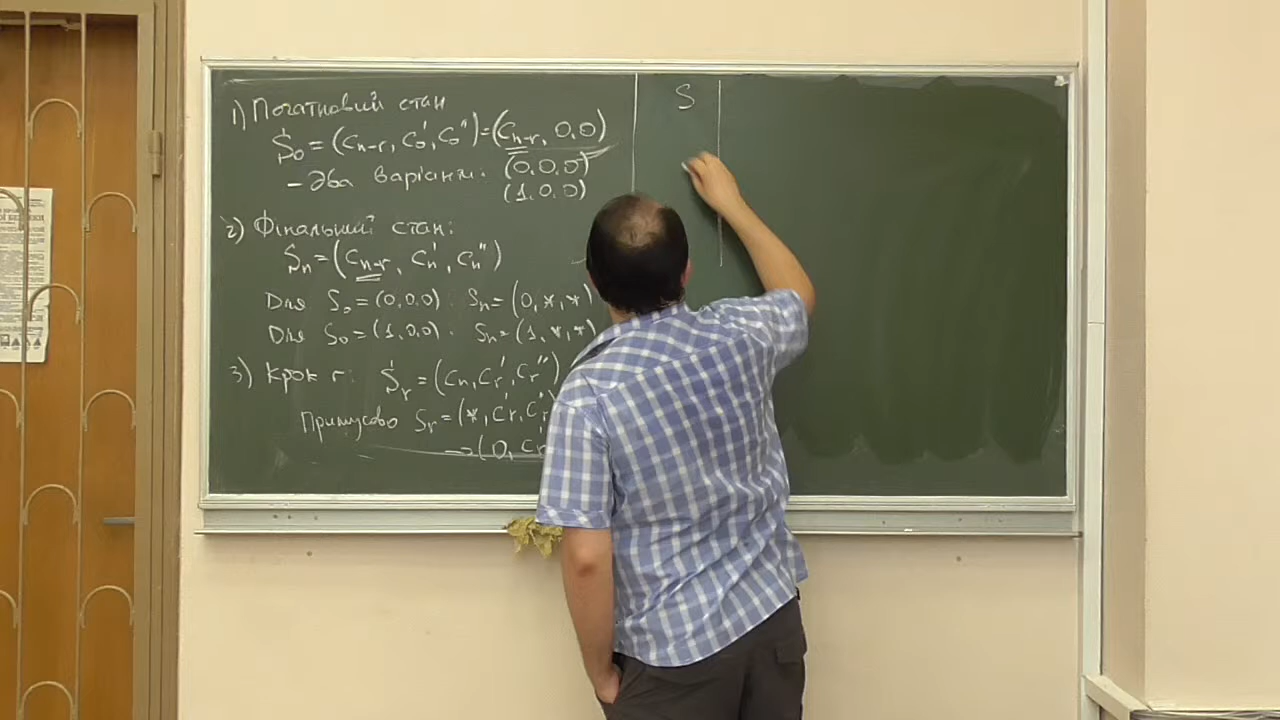 1) Початковий стан
S₀ = (Cₙ₋ᵣ, C₀', C₀'') = (Cₙ₋ᵣ, 0,0)
- два варіанти: (0,0,0)
(1,0,0)
2) Фінальний стан:
Sₙ = (Cₙ₋ᵣ, Cₙ', Cₙ'')
Для S₀ = (0,0,0) : Sₙ = (0, *, *)
Для S₀ = (1,0,0) : Sₙ = (1, *, *)
3) Крок r: Sᵣ = (Cₙ, Cᵣ', Cᵣ'')
Примусово Sᵣ = (*, Cᵣ', Cᵣ'
→ (0, Cᵣ'
S